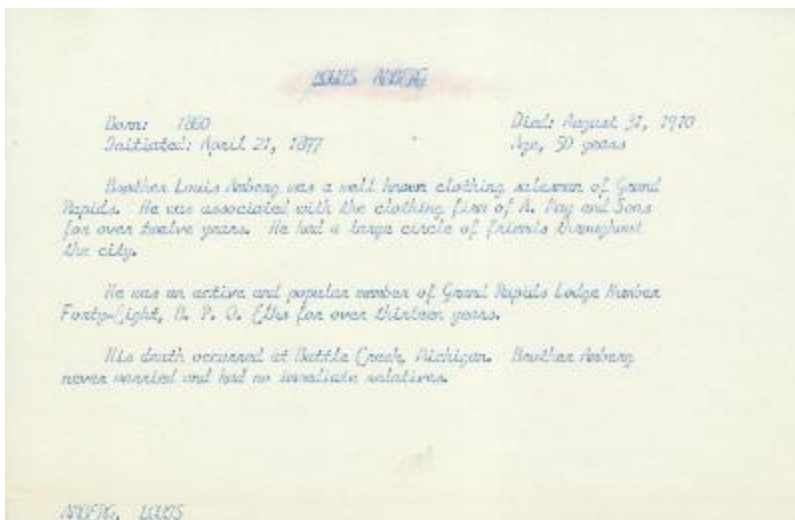 LOUIS AMBERG
Born: 1860 Died: August 31, 1910
Initiated: April 21, 1897 Age, 50 years
Brother Louis Amberg was a well known clothing salesman of Grand
Rapids. He was associated with the clothing firm of A. May and Sons
for over twelve years. He had a large circle of friends throughout
the city.
He was an active and popular member of Grand Rapids Lodge Number
Forty-Eight, B. P. O. Elks for over thirteen years.
His death occurred at Battle Creek, Michigan. Brother Amberg
never married and had no immediate relatives.
AMBERG, LOUIS